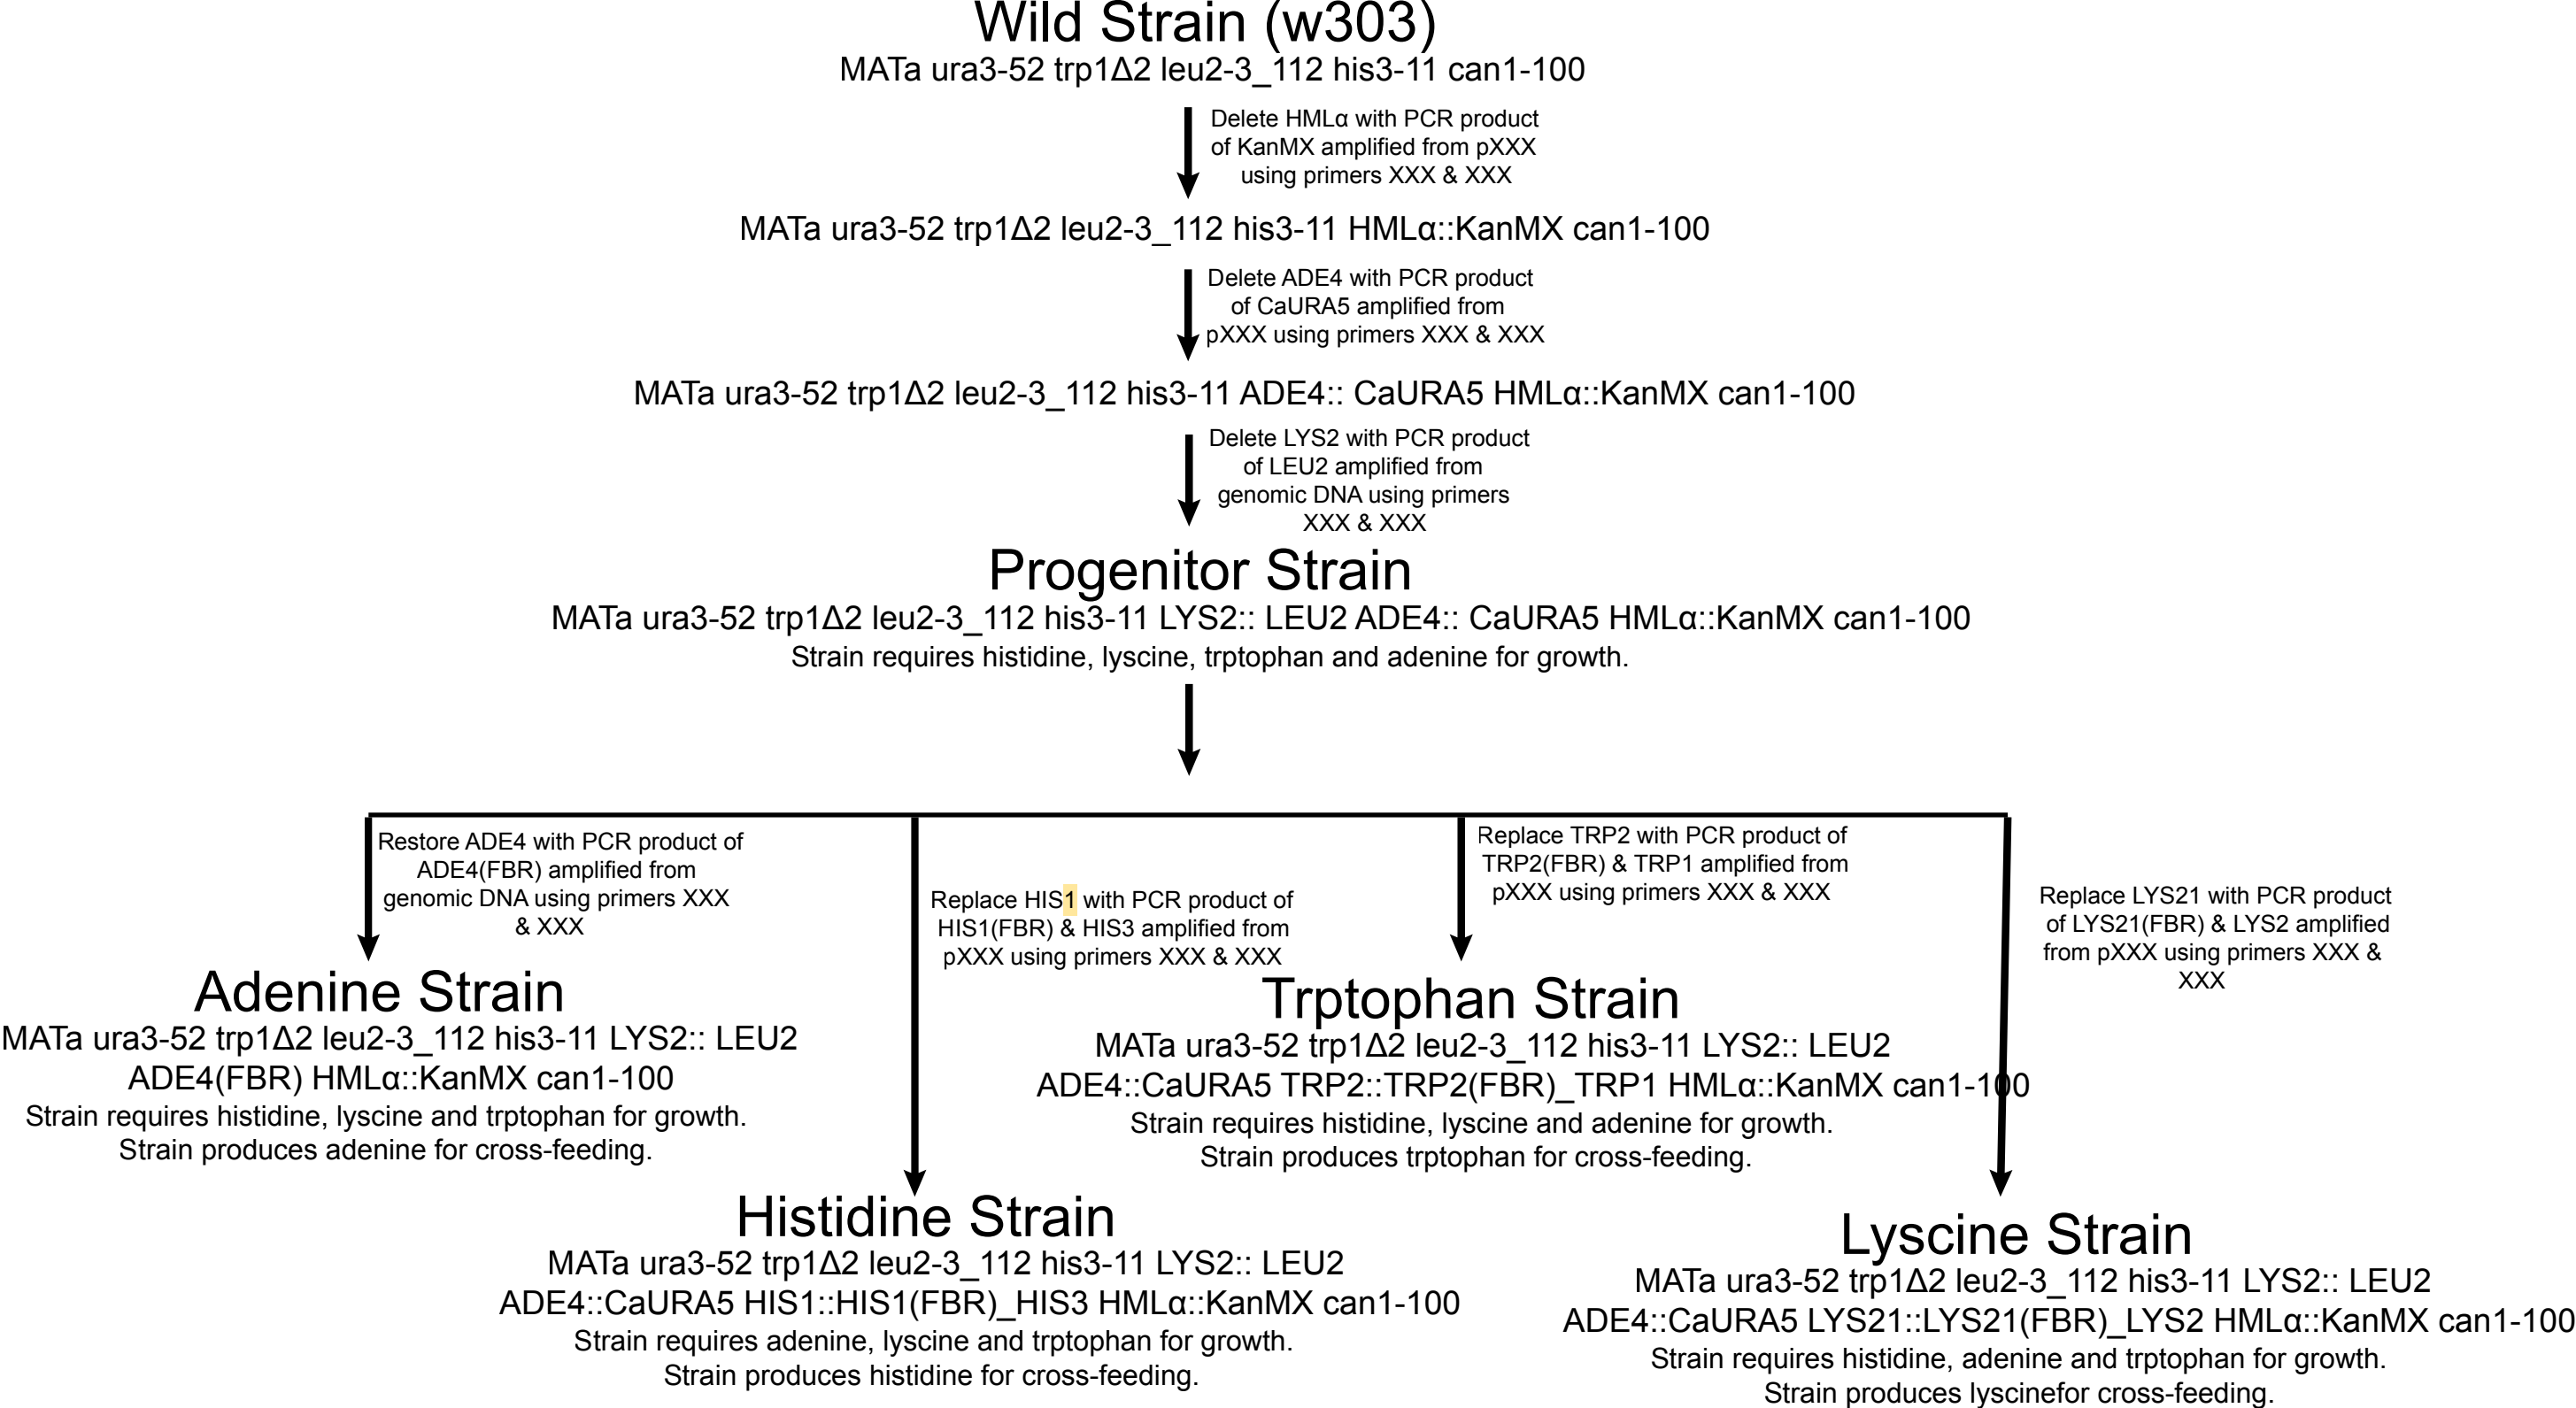 Wild Strain (w303)
MATa ura3-52 trp1Δ2 leu2-3_112 his3-11 can1-100
Delete HMLα with PCR product
of KanMX amplified from pXXX
using primers XXX & XXX
MATa ura3-52 trp1Δ2 leu2-3_112 his3-11 HMLα::KanMX can1-100
Delete ADE4 with PCR product
of CaURA5 amplified from
pXXX using primers XXX & XXX
MATa ura3-52 trp1Δ2 leu2-3_112 his3-11 ADE4:: CaURA5 HMLα::KanMX can1-100
Delete LYS2 with PCR product
of LEU2 amplified from
genomic DNA using primers
XXX & XXX
Progenitor Strain
MATa ura3-52 trp1Δ2 leu2-3_112 his3-11 LYS2:: LEU2 ADE4:: CaURA5 HMLα::KanMX can1-100
Strain requires histidine, lyscine, trptophan and adenine for growth.
Restore ADE4 with PCR product of
ADE4(FBR) amplified from
genomic DNA using primers XXX
& XXX
Adenine Strain
MATa ura3-52 trp1Δ2 leu2-3_112 his3-11 LYS2:: LEU2
ADE4(FBR) HMLα::KanMX can1-100
Strain requires histidine, lyscine and trptophan for growth.
Strain produces adenine for cross-feeding.
Replace HIS1 with PCR product of
HIS1(FBR) & HIS3 amplified from
pXXX using primers XXX & XXX
Histidine Strain
MATa ura3-52 trp1Δ2 leu2-3_112 his3-11 LYS2:: LEU2
ADE4::CaURA5 HIS1::HIS1(FBR)_HIS3 HMLα::KanMX can1-100
Strain requires adenine, lyscine and trptophan for growth.
Strain produces histidine for cross-feeding.
Replace TRP2 with PCR product of
TRP2(FBR) & TRP1 amplified from
pXXX using primers XXX & XXX
Trptophan Strain
MATa ura3-52 trp1Δ2 leu2-3_112 his3-11 LYS2:: LEU2
ADE4::CaURA5 TRP2::TRP2(FBR)_TRP1 HMLα::KanMX can1-100
Strain requires histidine, lyscine and adenine for growth.
Strain produces trptophan for cross-feeding.
Replace LYS21 with PCR product
of LYS21(FBR) & LYS2 amplified
from pXXX using primers XXX &
XXX
Lyscine Strain
MATa ura3-52 trp1Δ2 leu2-3_112 his3-11 LYS2:: LEU2
ADE4::CaURA5 LYS21::LYS21(FBR)_LYS2 HMLα::KanMX can1-100
Strain requires histidine, adenine and trptophan for growth.
Strain produces lyscinefor cross-feeding.